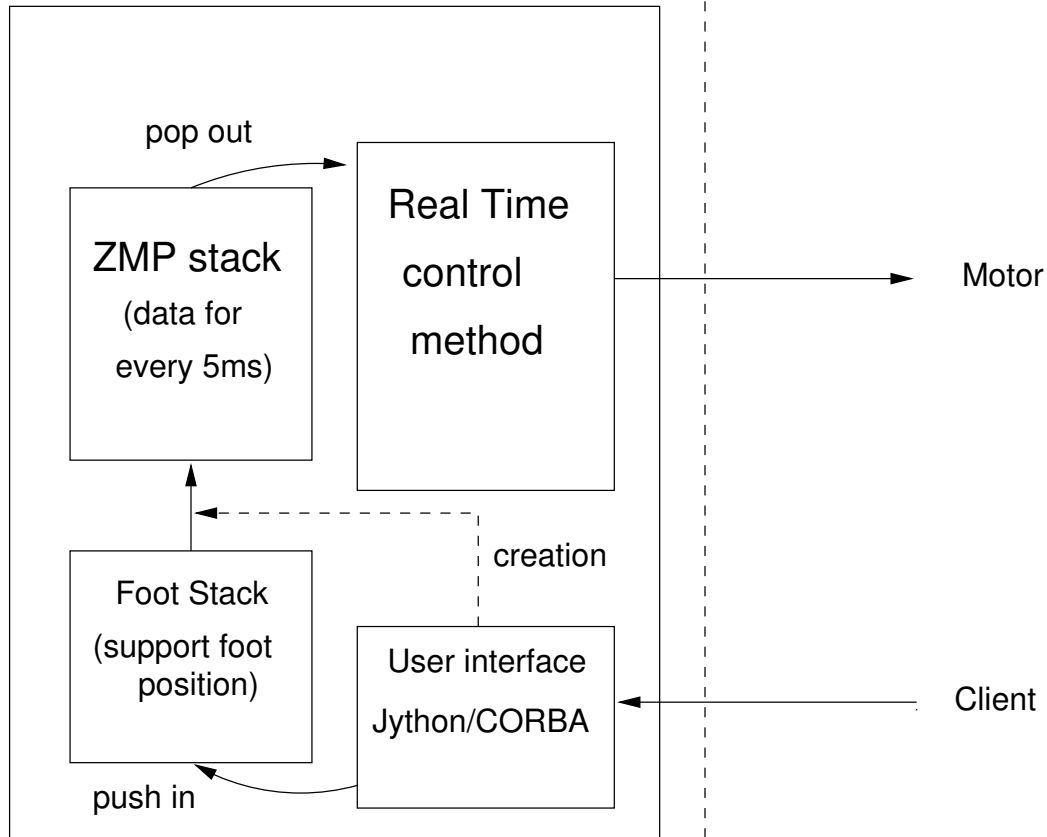 pop out
ZMP stack
(data for
every 5ms)
Real Time
control
method
Motor
creation
Foot Stack
(support foot
position)
User interface
Jython/CORBA
Client
push in